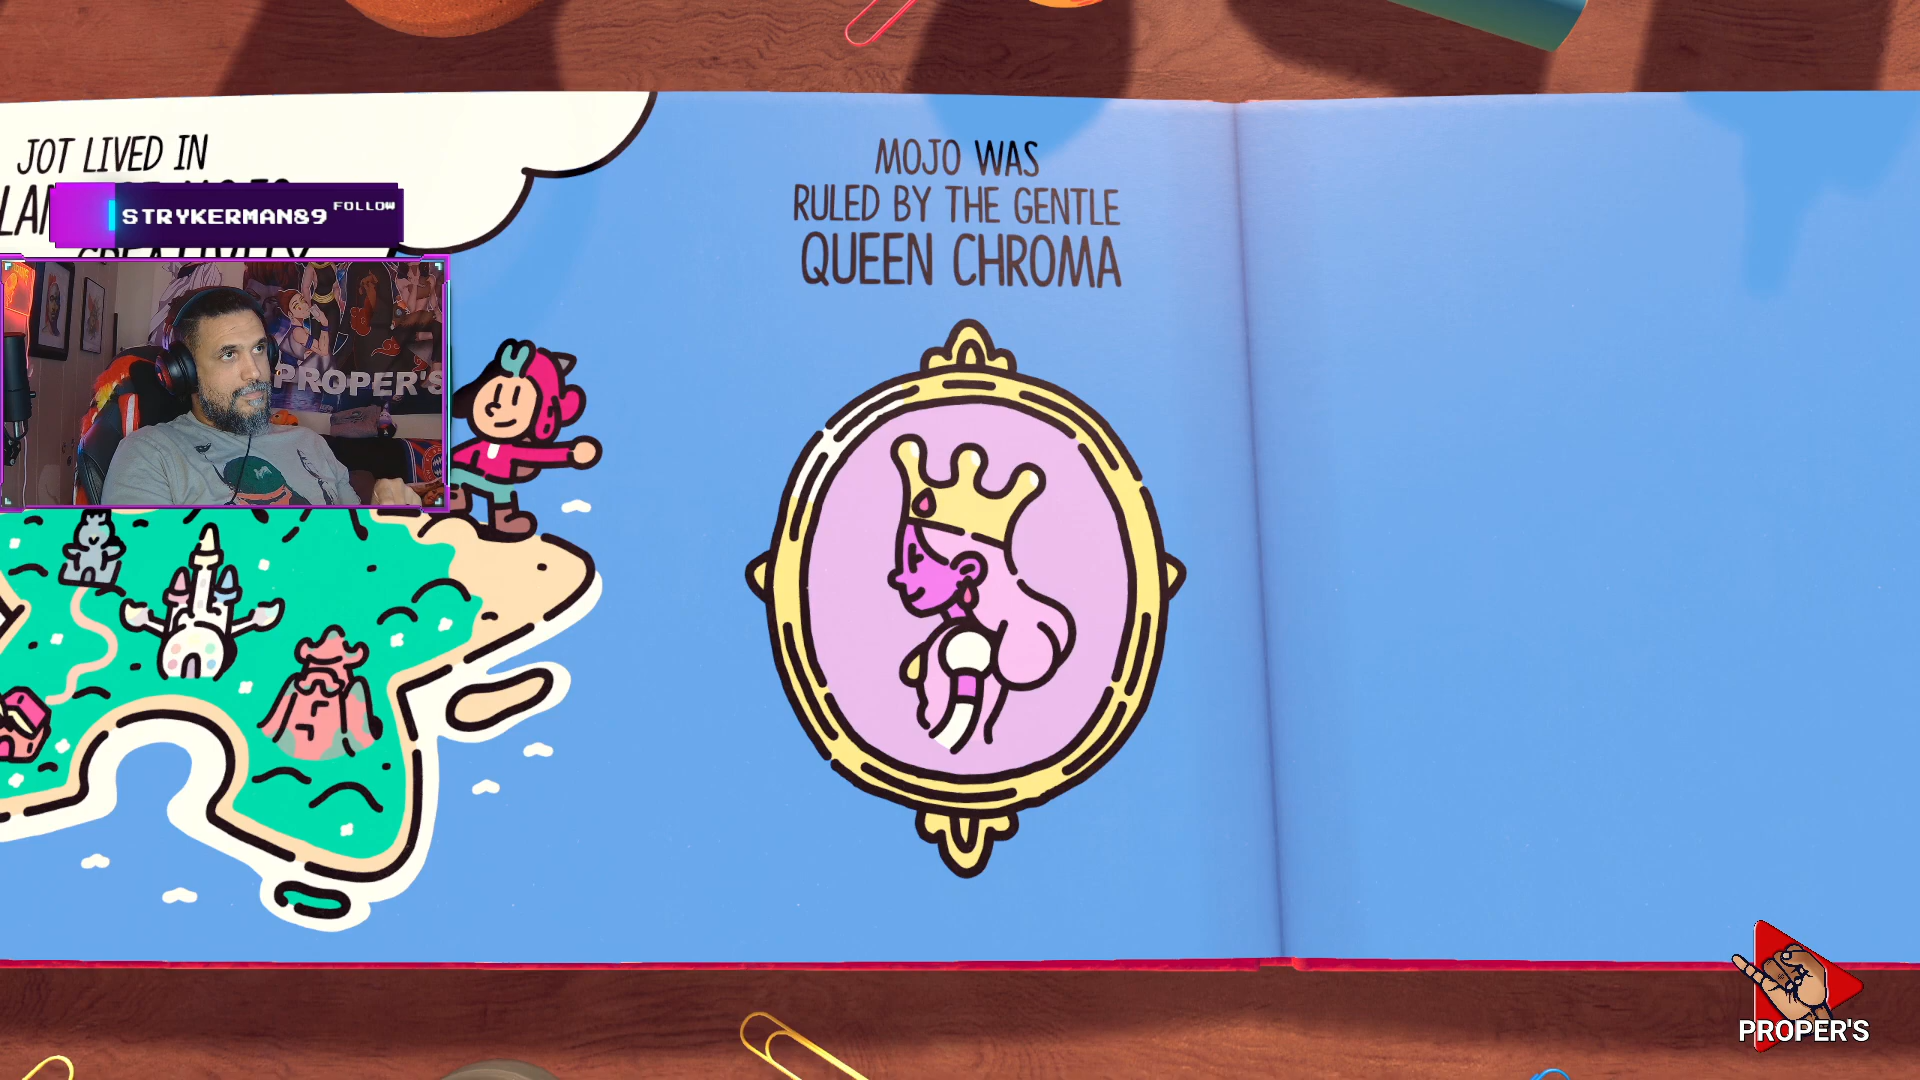 JOT LIVED IN
STRYKERMAN89 FOLLOW
PROPER'S
MOJO WAS
RULED BY THE GENTLE
QUEEN CHROMA
PROPER'S